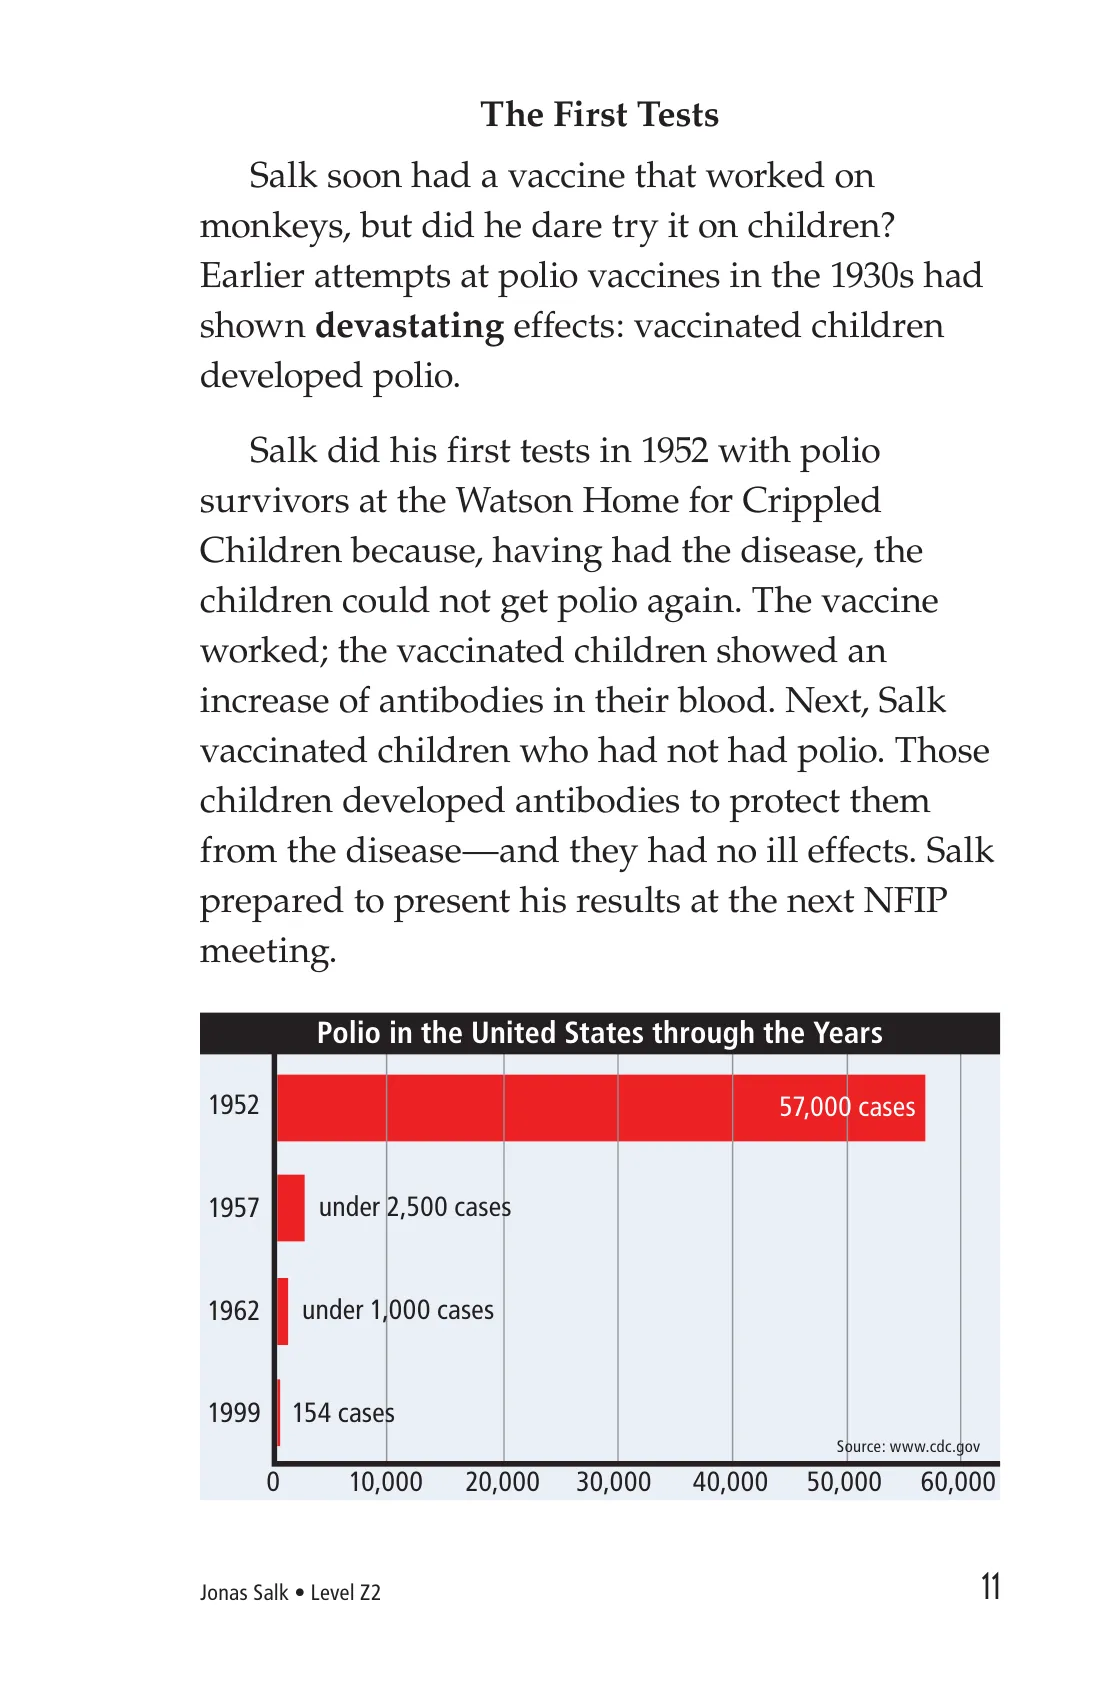 The First Tests
Salk soon had a vaccine that worked on
monkeys, but did he dare try it on children?
Earlier attempts at polio vaccines in the 1930s had
shown devastating effects: vaccinated children
developed polio.
Salk did his first tests in 1952 with polio
survivors at the Watson Home for Crippled
Children because, having had the disease, the
children could not get polio again. The vaccine
worked; the vaccinated children showed an
increase of antibodies in their blood. Next, Salk
vaccinated children who had not had polio. Those
children developed antibodies to protect them
from the disease—and they had no ill effects. Salk
prepared to present his results at the next NFIP
meeting.
Polio in the United States through the Years
1952 57,000 cases
1957 under 2,500 cases
1962 under 1,000 cases
1999 154 cases
Source: www.cdc.gov
0 10,000 20,000 30,000 40,000 50,000 60,000
Jonas Salk • Level Z2 11